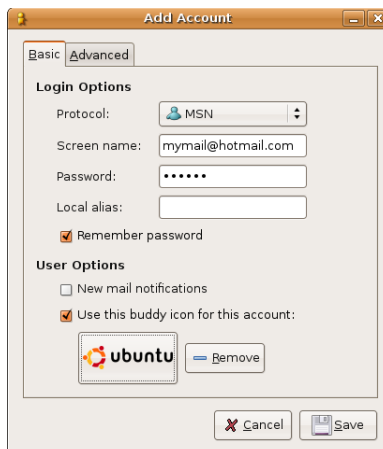 Add Account
Basic Advanced
Login Options
Protocol: MSN
Screen name: mymail@hotmail.com
Password: ••••••
Local alias:
Remember password
User Options
New mail notifications
Use this buddy icon for this account:
ubuntu Remove
Cancel Save